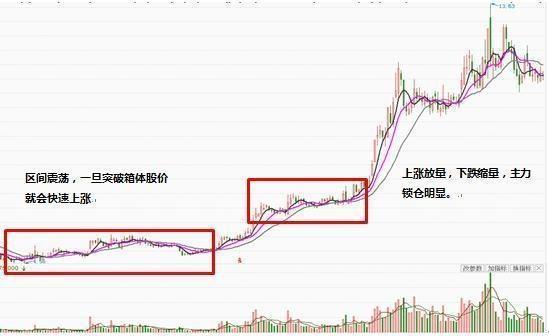 13.63
区间震荡，一旦突破箱体股价
就会快速上涨.
上涨放量，下跌缩量，主力
锁仓明显。
改参数 加指标 换指标